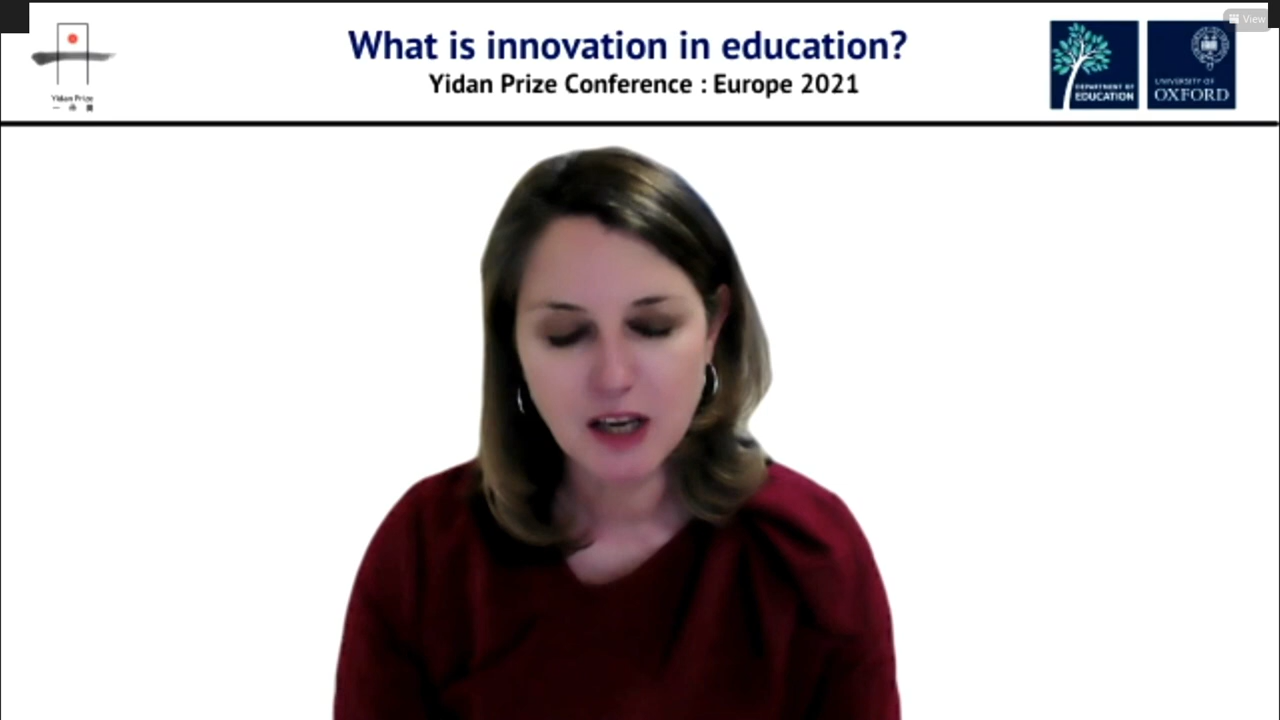 What is innovation in education?
Yidan Prize Conference : Europe 2021
Yidan Prize
DEPARTMENT OF
EDUCATION
UNIVERSITY OF
OXFORD
View